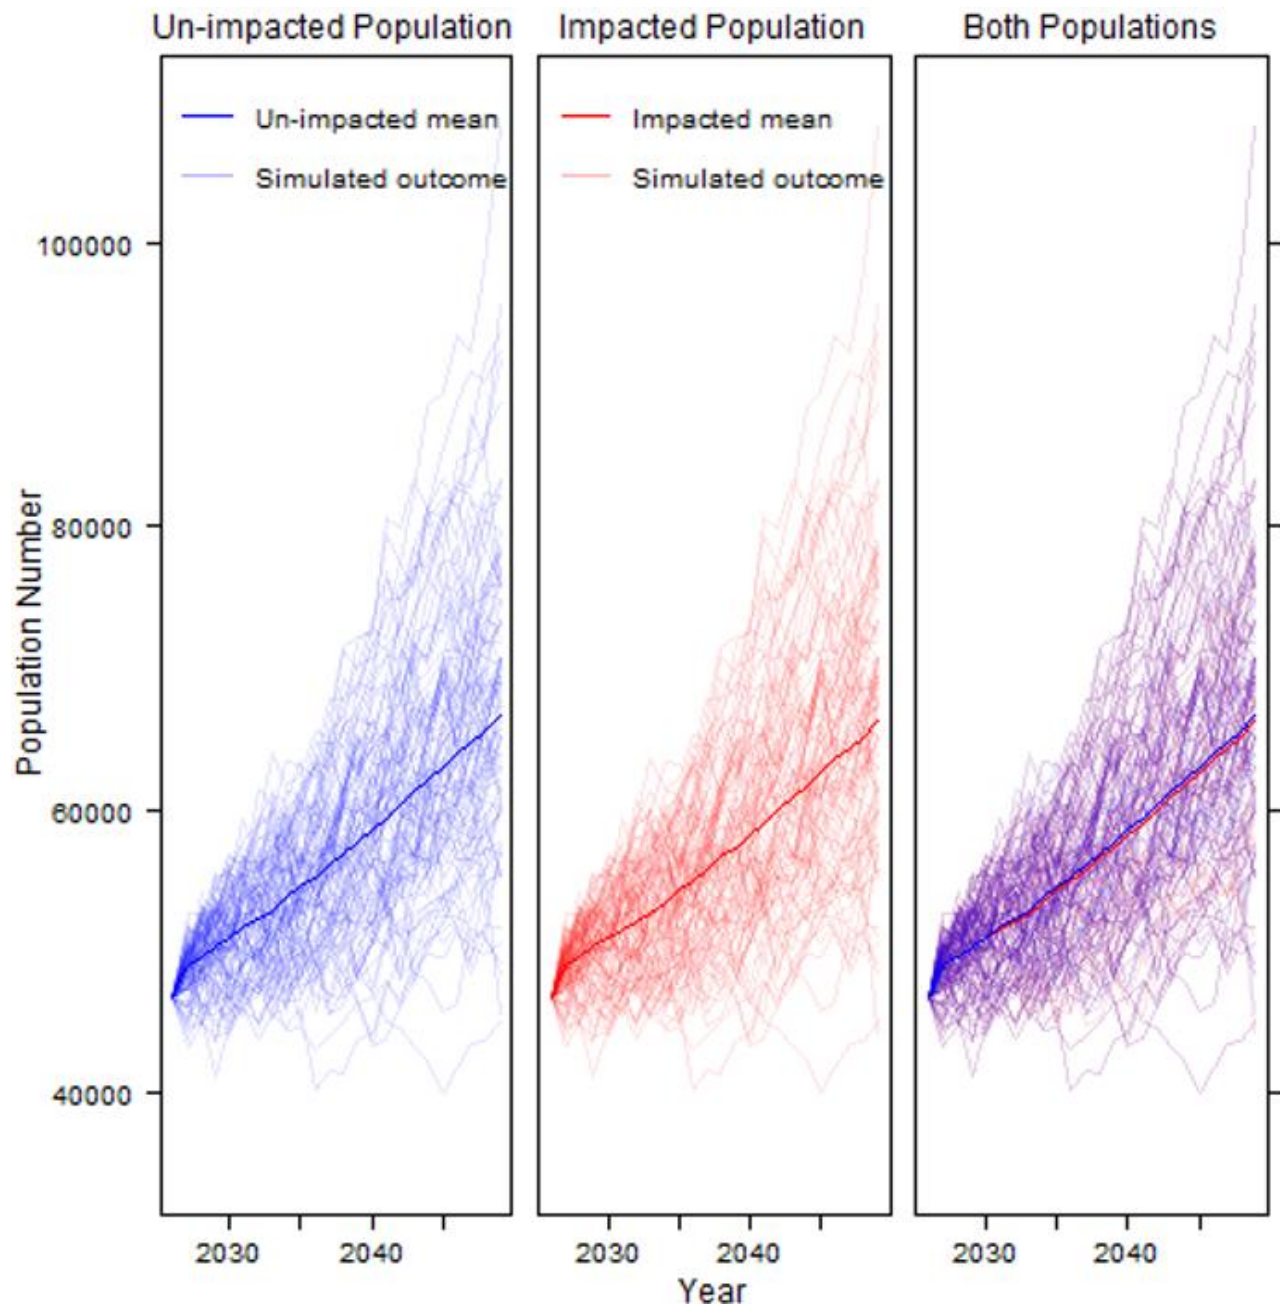 Un-impacted Population
Impacted Population
Both Populations
Un-impacted mean
Simulated outcome
Impacted mean
Simulated outcome
Population Number
100000
80000
60000
40000
2030
2040
2030
2040
2030
2040
Year